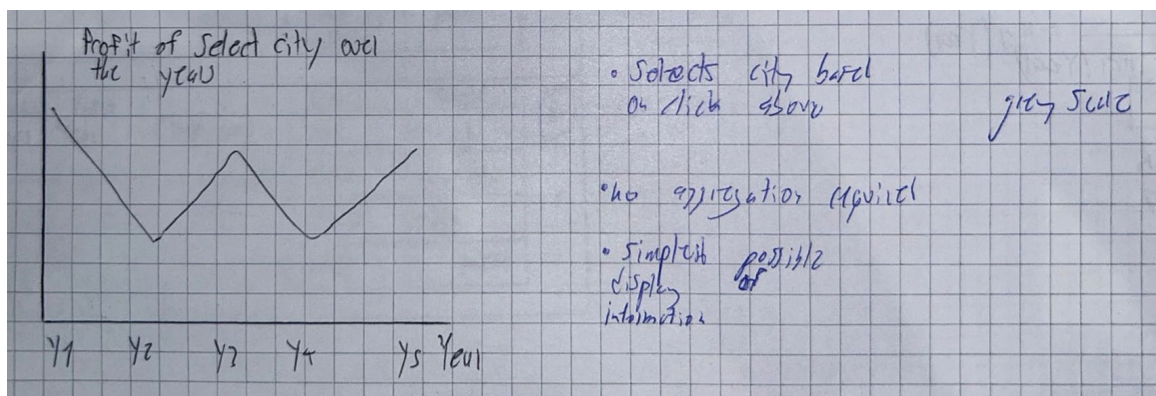 Profit of Select city over
the years
• Selects city based
on click above
grey scale
• no aggregation required
• simplest possible
display of
information
Y1 Y2 Y3 Y4 Y5 Year